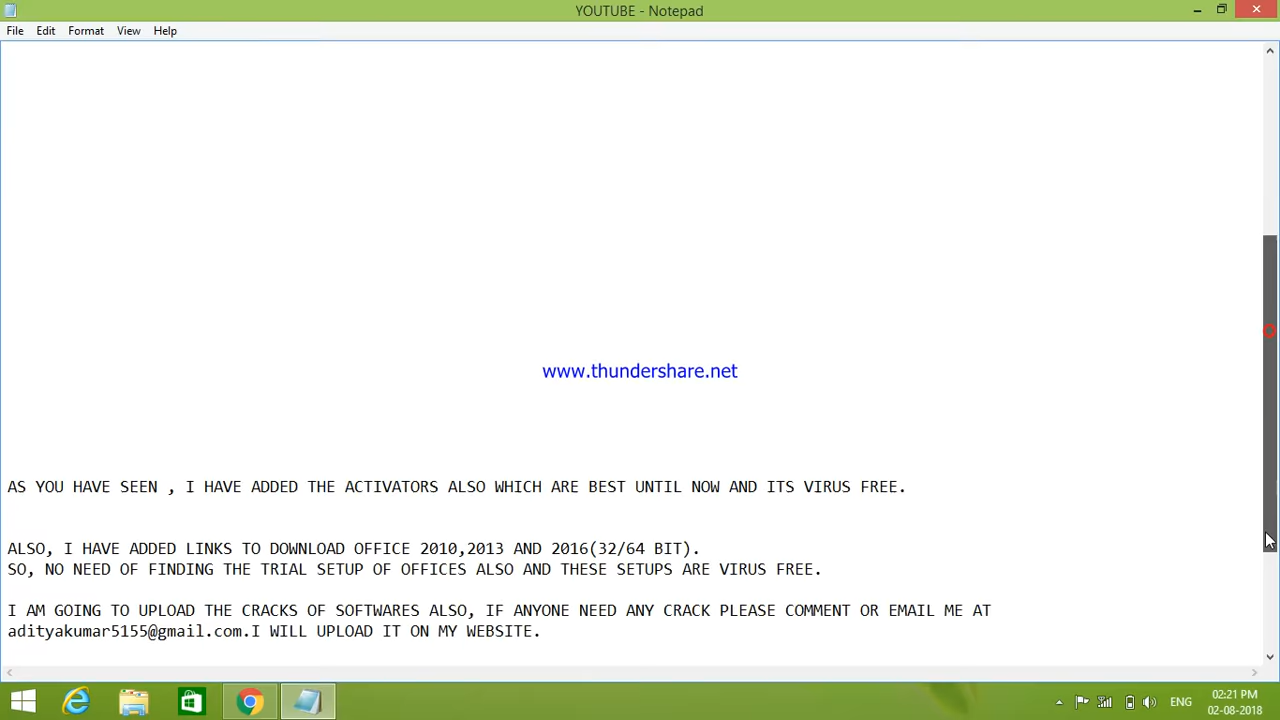 YOUTUBE - Notepad
File Edit Format View Help
www.thundershare.net
AS YOU HAVE SEEN , I HAVE ADDED THE ACTIVATORS ALSO WHICH ARE BEST UNTIL NOW AND ITS VIRUS FREE.
ALSO, I HAVE ADDED LINKS TO DOWNLOAD OFFICE 2010,2013 AND 2016(32/64 BIT).
SO, NO NEED OF FINDING THE TRIAL SETUP OF OFFICES ALSO AND THESE SETUPS ARE VIRUS FREE.
I AM GOING TO UPLOAD THE CRACKS OF SOFTWARES ALSO, IF ANYONE NEED ANY CRACK PLEASE COMMENT OR EMAIL ME AT
adityakumar5155@gmail.com.I WILL UPLOAD IT ON MY WEBSITE.
ENG
02:21 PM
02-08-2018